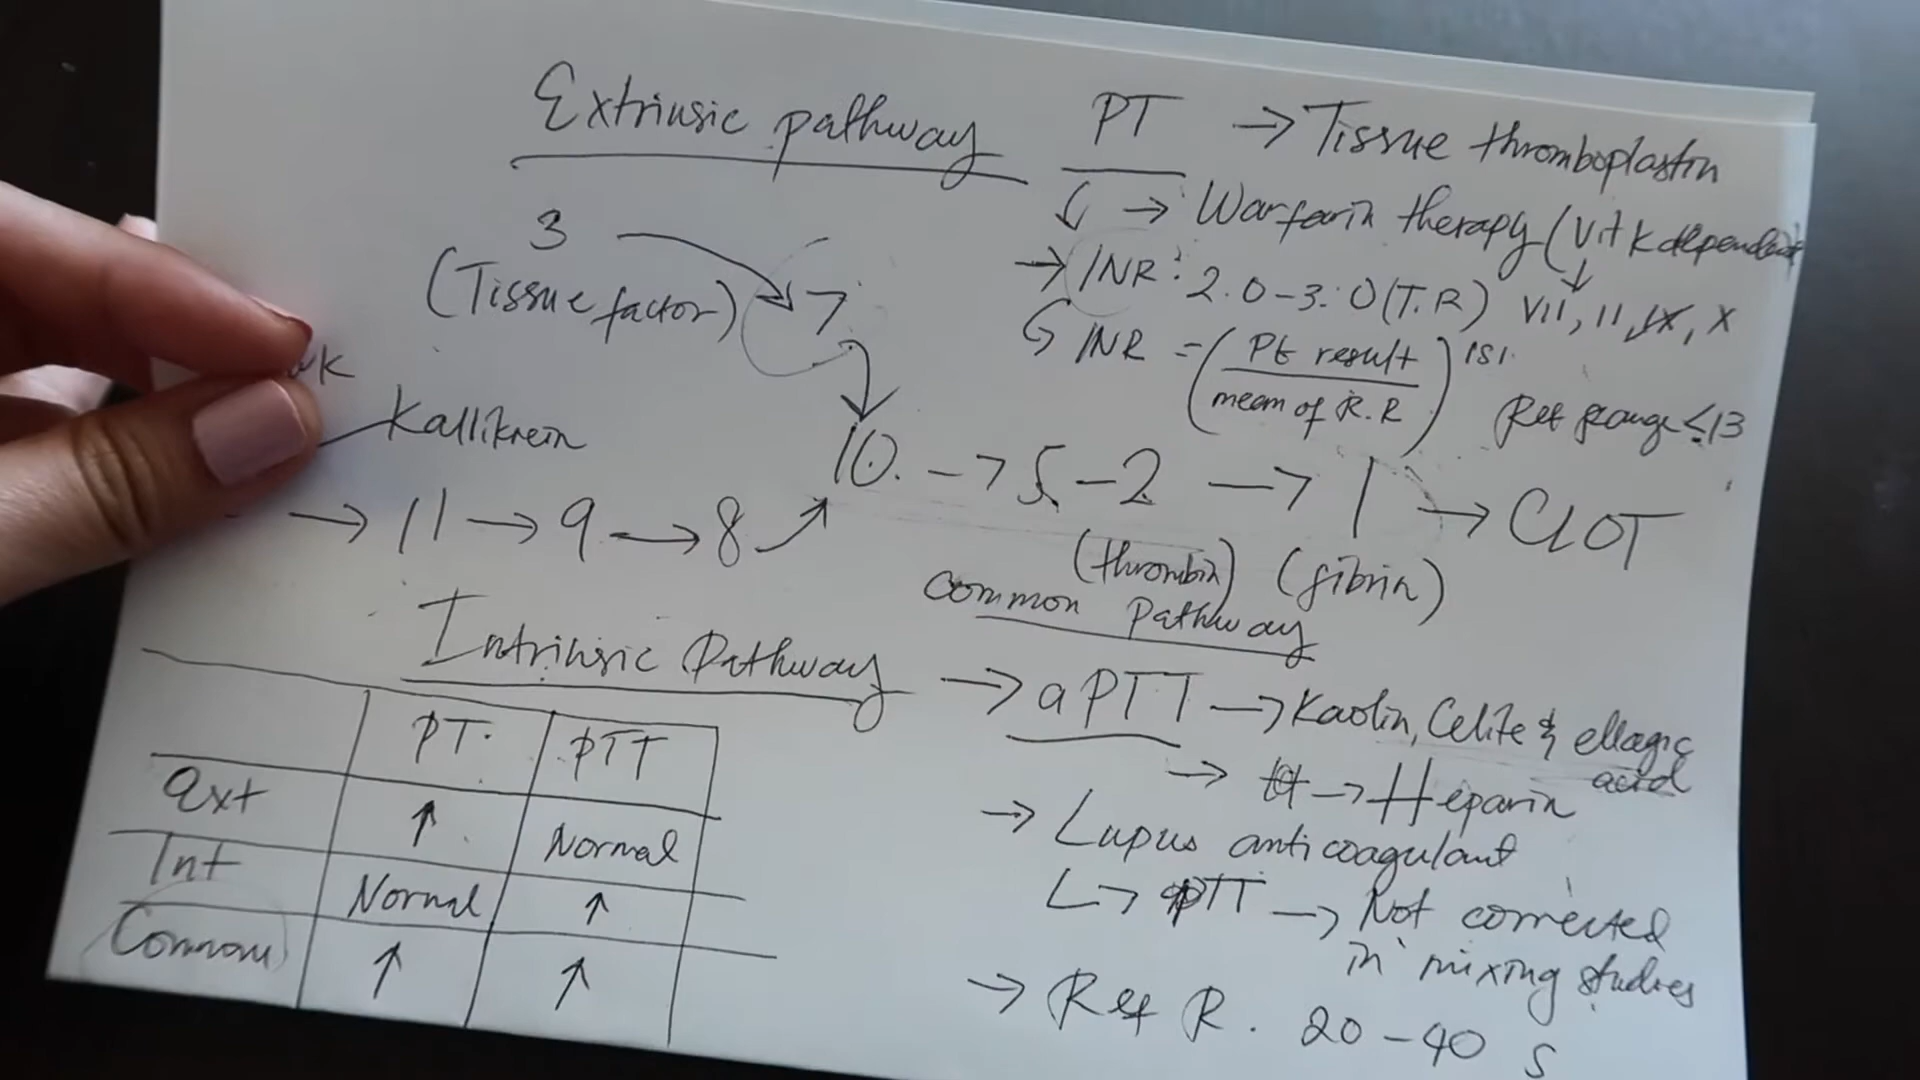 Extrinsic pathway
PT → Tissue thromboplastin
→ Warfarin therapy (Vit K dependent
VII, II, IX, X
→ INR: 2.0-3.0 (T.R)
INR = (Pt result / mean of R.R) ISI
Ref Range ≤ 13
3
(Tissue factor)
7
Kallikrein
→ 11 → 9 → 8
10 → 5-2 → 1 → CLOT
(thrombin) (fibrin)
Common Pathway
Intrinsic Pathway
→ aPTT → Kaolin, Celite & ellagic
acid
→ Heparin
→ Lupus anticoagulant
↳ aPTT → Not corrected
in mixing studies
→ Ref R. 20-40 s
PT PTT
ext ↑ Normal
Int Normal ↑
Common ↑ ↑